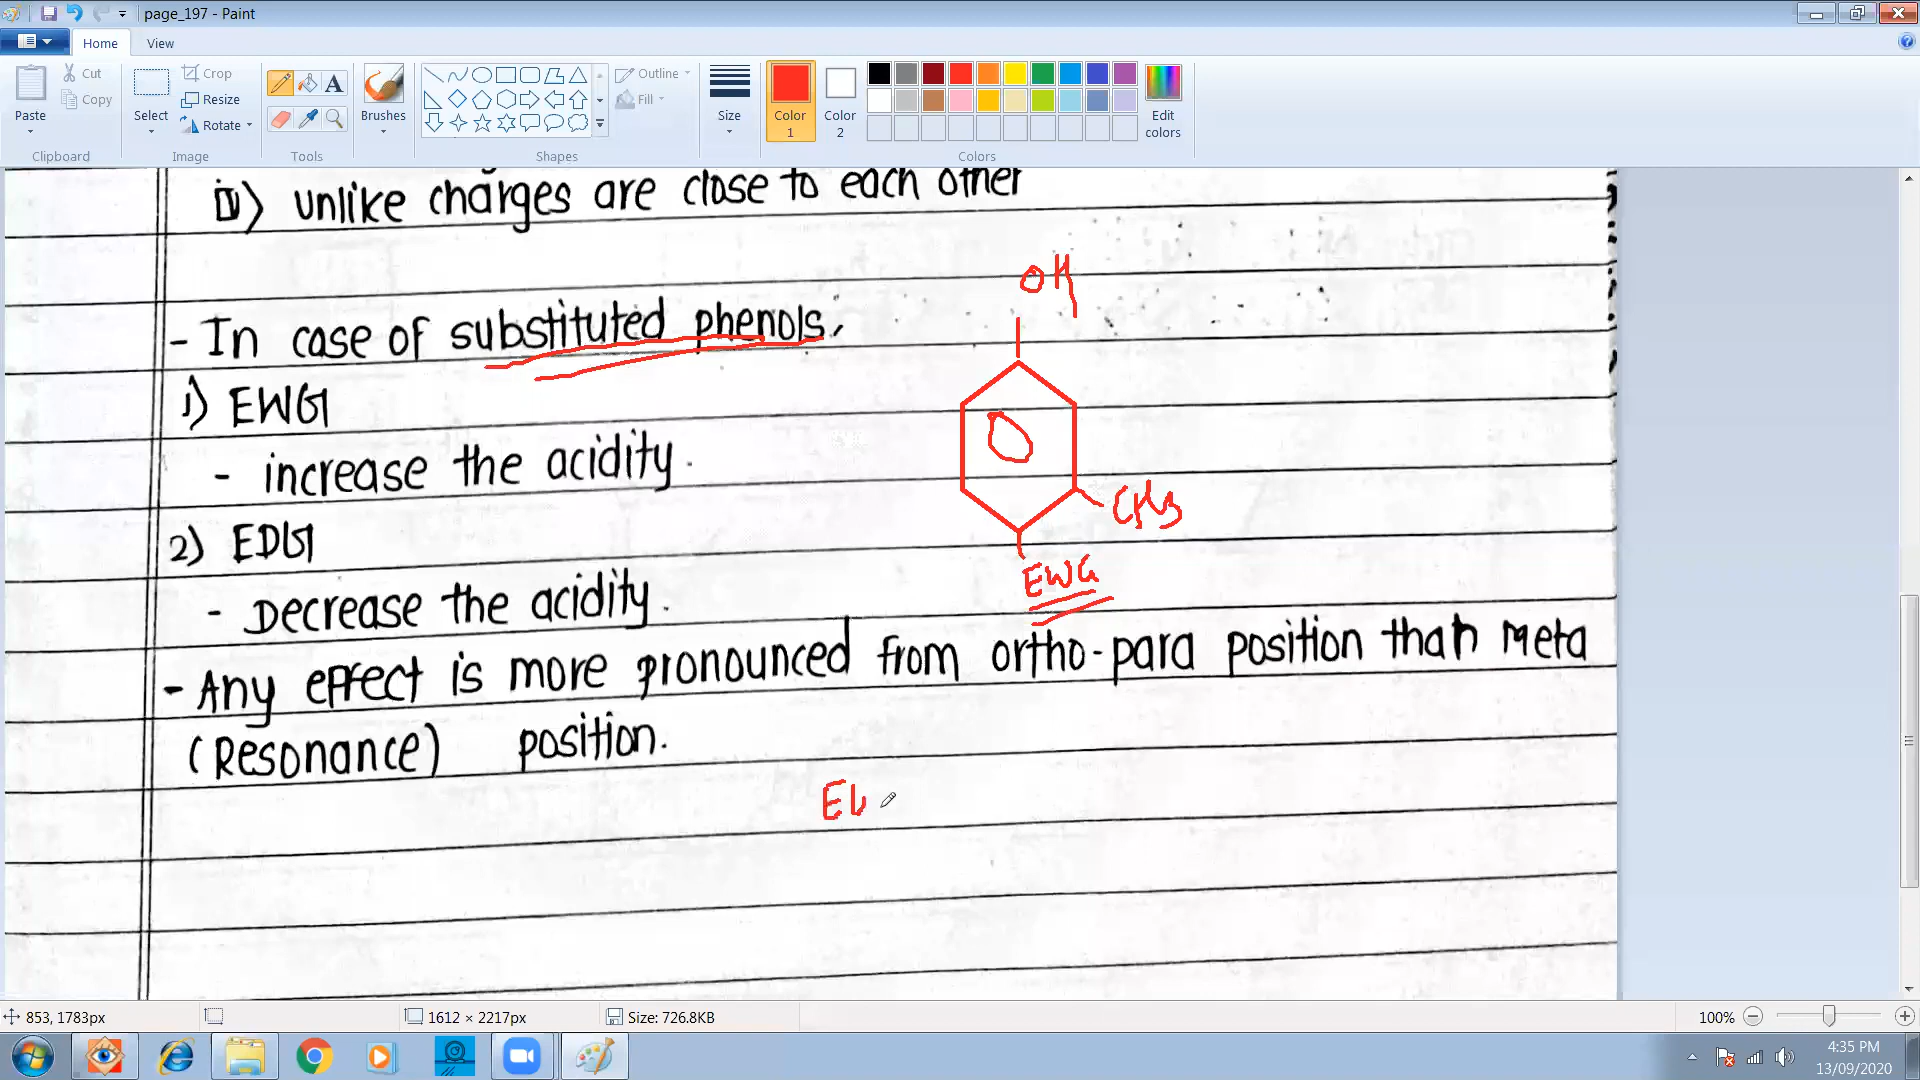 page_197 - Paint
Home View
Cut
Copy
Paste
Clipboard
Select
Crop
Resize
Rotate
Image
Tools
Brushes
Shapes
Outline
Fill
Size
Color 1
Color 2
Edit colors
Colors
iv) unlike charges are close to each other
OH
- In case of substituted phenols,
1) EWG
- increase the acidity.
CH3
2) EDG
EWG
- Decrease the acidity.
- Any effect is more pronounced from ortho-para position than meta
(Resonance) position.
853, 1783px
1612 × 2217px
Size: 726.8KB
100%
4:35 PM
13/09/2020